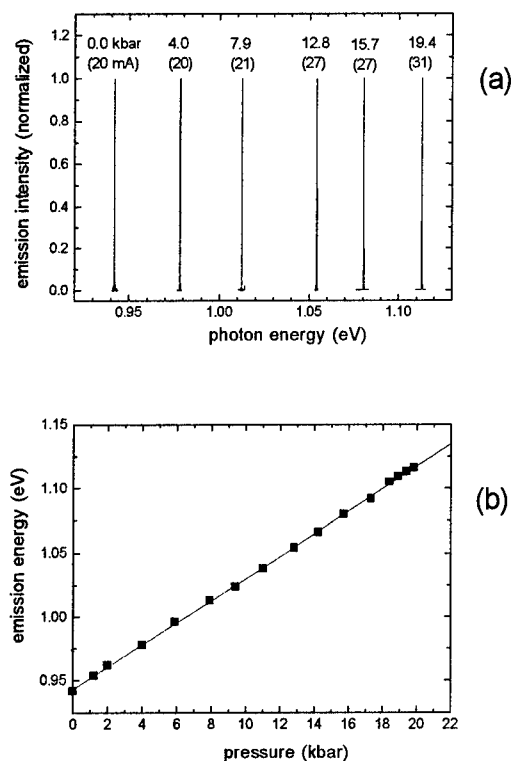 0.0 kbar 4.0 7.9 12.8 15.7 19.4
(20 mA) (20) (21) (27) (27) (31)
(a)
emission intensity (normalized)
1.2
1.0
0.8
0.6
0.4
0.2
0.0
0.95 1.00 1.05 1.10
photon energy (eV)
(b)
emission energy (eV)
1.15
1.10
1.05
1.00
0.95
0 2 4 6 8 10 12 14 16 18 20 22
pressure (kbar)